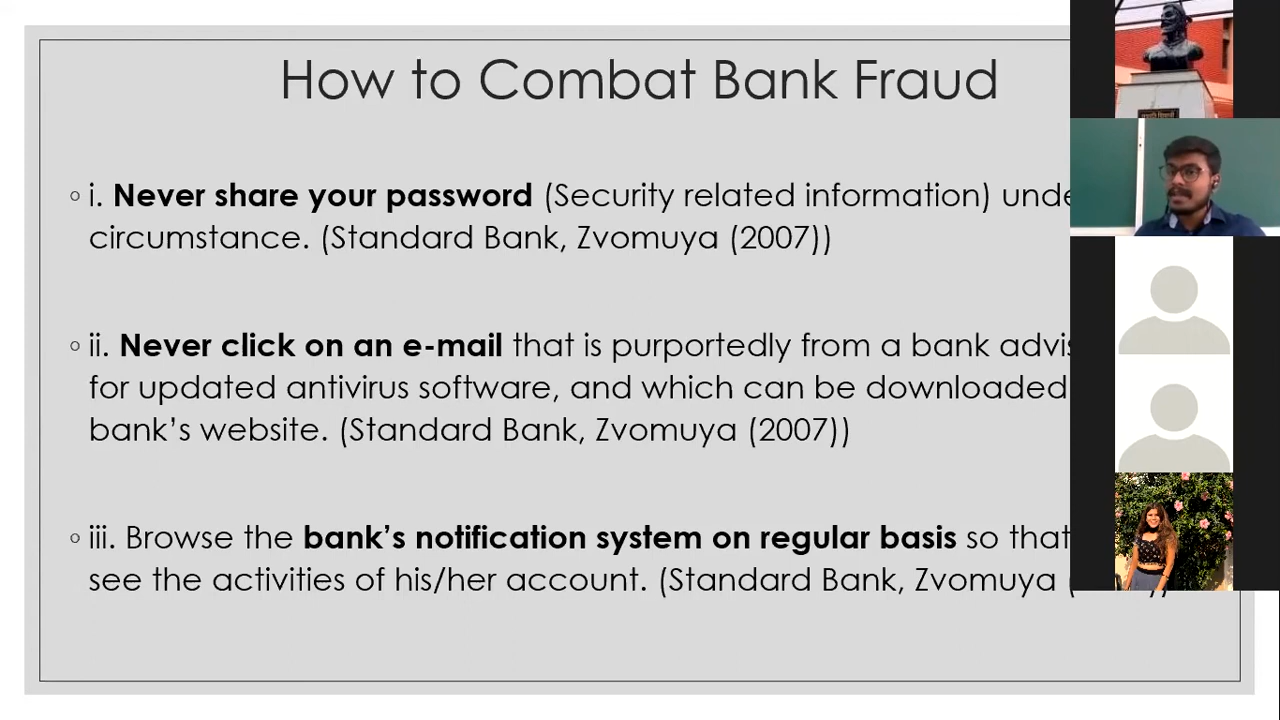 How to Combat Bank Fraud
◦ i. Never share your password (Security related information)
circumstance. (Standard Bank, Zvomuya (2007))
◦ ii. Never click on an e-mail that is purportedly from a bank
for updated antivirus software, and which can be downloaded
bank’s website. (Standard Bank, Zvomuya (2007))
◦ iii. Browse the bank’s notification system on regular basis so that
see the activities of his/her account. (Standard Bank, Zvomuya